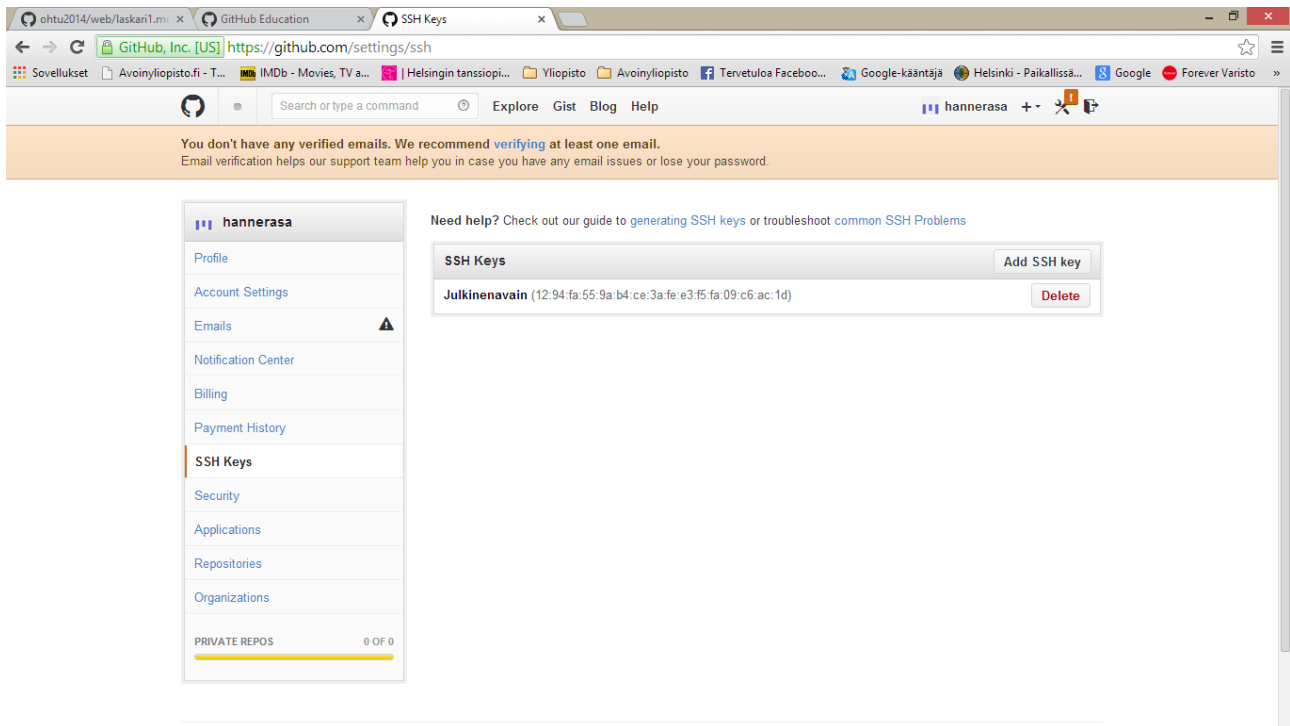 ohtu2014/web/laskari1.m
GitHub Education
SSH Keys
GitHub, Inc. [US] https://github.com/settings/ssh
Sovellukset Avoinyliopisto.fi - T... IMDb - Movies, TV a... | Helsingin tanssiopi... Yliopisto Avoinyliopisto Tervetuloa Faceboo... Google-kääntäjä Helsinki - Paikallissä... Google Forever Varisto »
Search or type a command Explore Gist Blog Help hannerasa
You don't have any verified emails. We recommend verifying at least one email.
Email verification helps our support team help you in case you have any email issues or lose your password.
hannerasa
Profile
Account Settings
Emails
Notification Center
Billing
Payment History
SSH Keys
Security
Applications
Repositories
Organizations
PRIVATE REPOS 0 OF 0
Need help? Check out our guide to generating SSH keys or troubleshoot common SSH Problems
SSH Keys Add SSH key
Julkinenavain (12:94:fa:55:9a:b4:ce:3a:fe:e3:f5:fa:09:c6:ac:1d) Delete